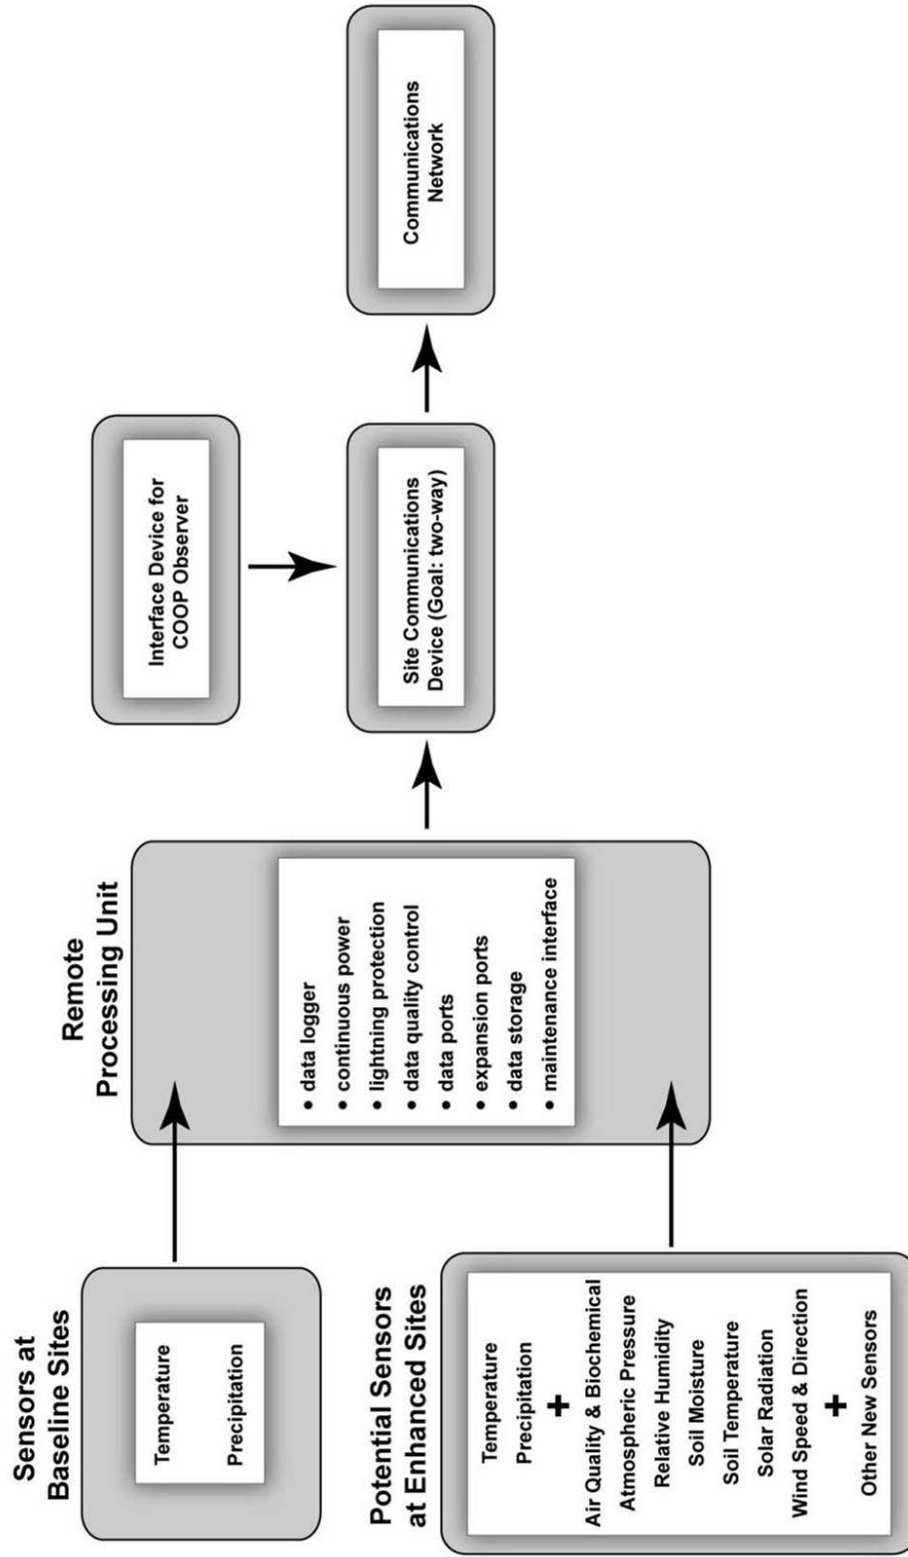 Sensors at
Baseline Sites
Temperature
Precipitation
Potential Sensors
at Enhanced Sites
Temperature
Precipitation
+
Air Quality & Biochemical
Atmospheric Pressure
Relative Humidity
Soil Moisture
Soil Temperature
Solar Radiation
Wind Speed & Direction
+
Other New Sensors
Remote
Processing Unit
• data logger
• continuous power
• lightning protection
• data quality control
• data ports
• expansion ports
• data storage
• maintenance interface
Interface Device for
COOP Observer
Site Communications
Device (Goal: two-way)
Communications
Network